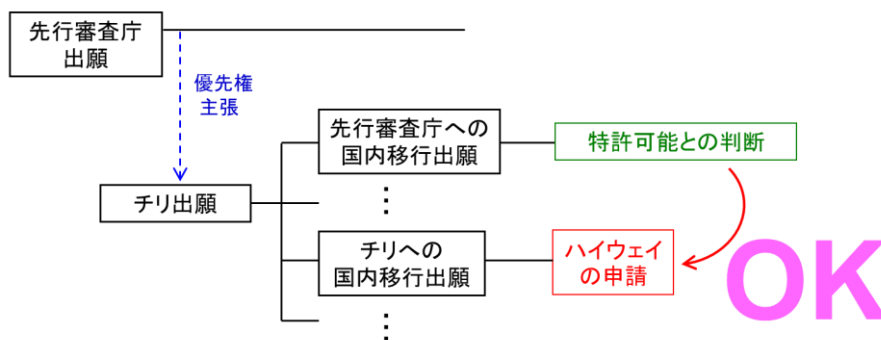 先行審査庁
出願
優先権
主張
先行審査庁への
国内移行出願
特許可能との判断
チリ出願
チリへの
国内移行出願
ハイウェイ
の申請
OK